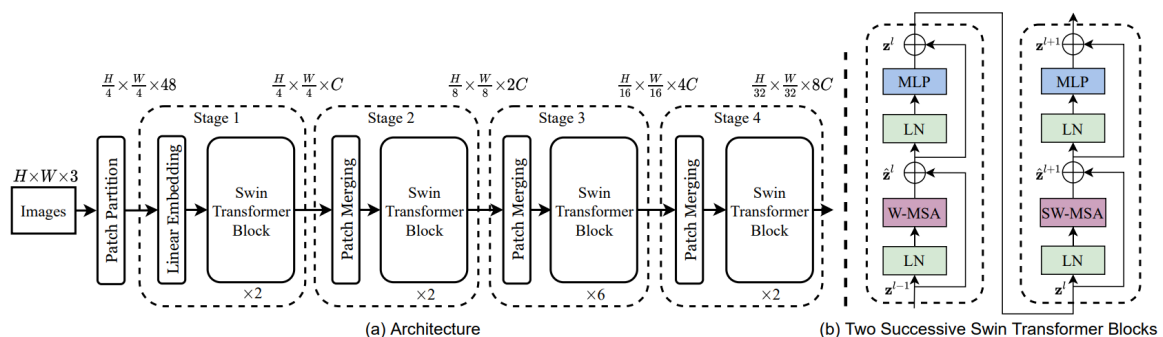 H/4 × W/4 × 48
H/4 × W/4 × C
H/8 × W/8 × 2C
H/16 × W/16 × 4C
H/32 × W/32 × 8C
Stage 1
Stage 2
Stage 3
Stage 4
H×W×3
Images
Patch Partition
Linear Embedding
Swin
Transformer
Block
Patch Merging
Swin
Transformer
Block
Patch Merging
Swin
Transformer
Block
Patch Merging
Swin
Transformer
Block
×2
×2
×6
×2
(a) Architecture
z^l
MLP
LN
ẑ^l
W-MSA
LN
z^{l-1}
z^{l+1}
MLP
LN
ẑ^{l+1}
SW-MSA
LN
z^l
(b) Two Successive Swin Transformer Blocks